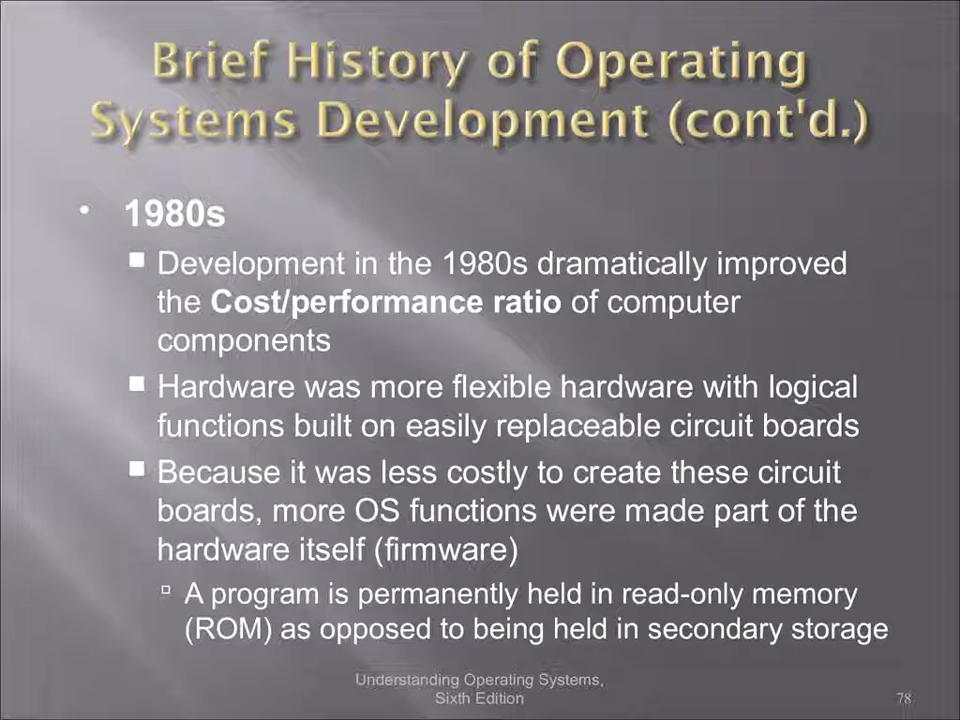 Brief History of Operating
Systems Development (cont'd.)
• 1980s
■ Development in the 1980s dramatically improved
the Cost/performance ratio of computer
components
■ Hardware was more flexible hardware with logical
functions built on easily replaceable circuit boards
■ Because it was less costly to create these circuit
boards, more OS functions were made part of the
hardware itself (firmware)
▫ A program is permanently held in read-only memory
(ROM) as opposed to being held in secondary storage
Understanding Operating Systems,
Sixth Edition
78